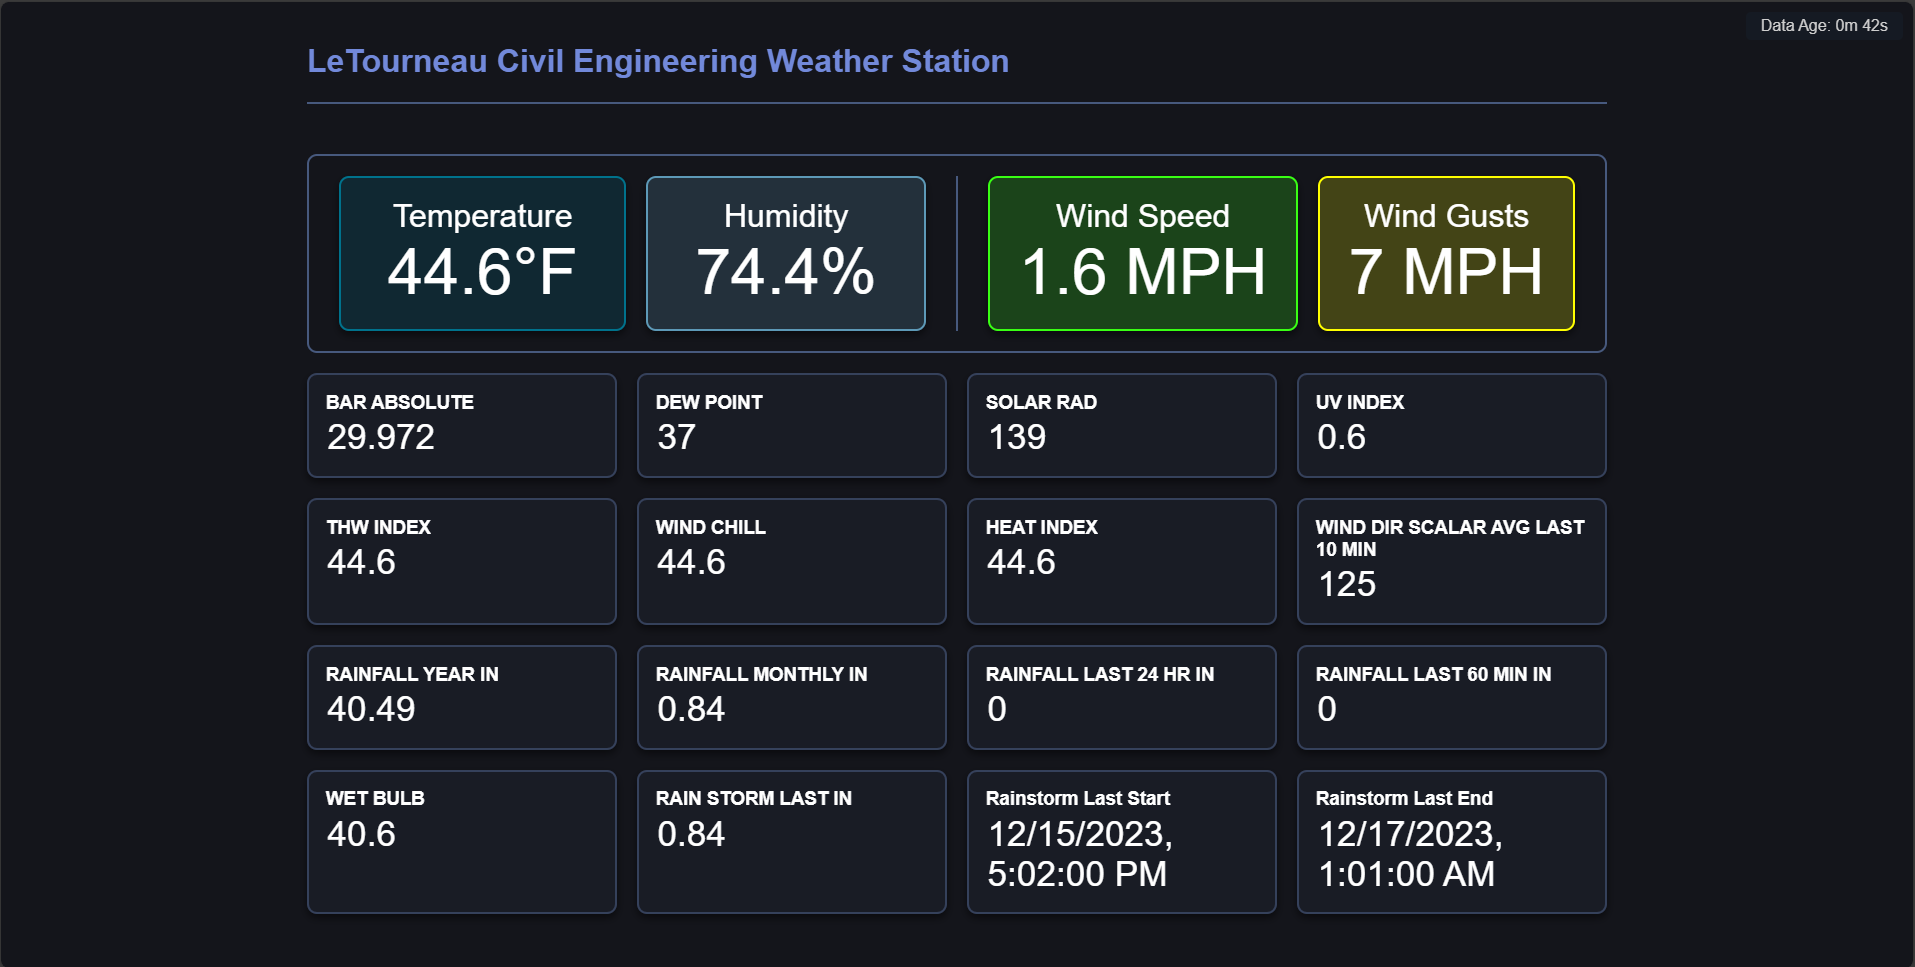 Data Age: 0m 42s
LeTourneau Civil Engineering Weather Station
Temperature
44.6°F
Humidity
74.4%
Wind Speed
1.6 MPH
Wind Gusts
7 MPH
BAR ABSOLUTE
29.972
DEW POINT
37
SOLAR RAD
139
UV INDEX
0.6
THW INDEX
44.6
WIND CHILL
44.6
HEAT INDEX
44.6
WIND DIR SCALAR AVG LAST
10 MIN
125
RAINFALL YEAR IN
40.49
RAINFALL MONTHLY IN
0.84
RAINFALL LAST 24 HR IN
0
RAINFALL LAST 60 MIN IN
0
WET BULB
40.6
RAIN STORM LAST IN
0.84
Rainstorm Last Start
12/15/2023,
5:02:00 PM
Rainstorm Last End
12/17/2023,
1:01:00 AM